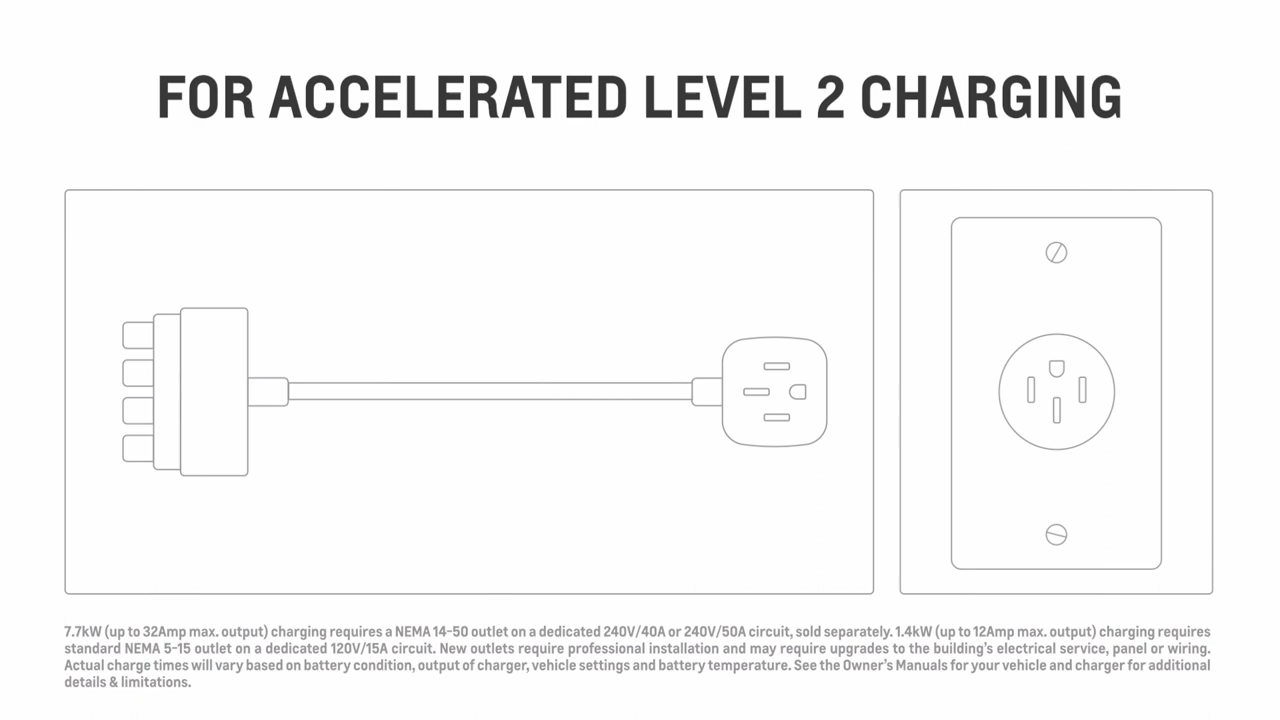 FOR ACCELERATED LEVEL 2 CHARGING
7.7kW (up to 32Amp max. output) charging requires a NEMA 14-50 outlet on a dedicated 240V/40A or 240V/50A circuit, sold separately. 1.4kW (up to 12Amp max. output) charging requires
standard NEMA 5-15 outlet on a dedicated 120V/15A circuit. New outlets require professional installation and may require upgrades to the building's electrical service, panel or wiring.
Actual charge times will vary based on battery condition, output of charger, vehicle settings and battery temperature. See the Owner's Manuals for your vehicle and charger for additional
details & limitations.